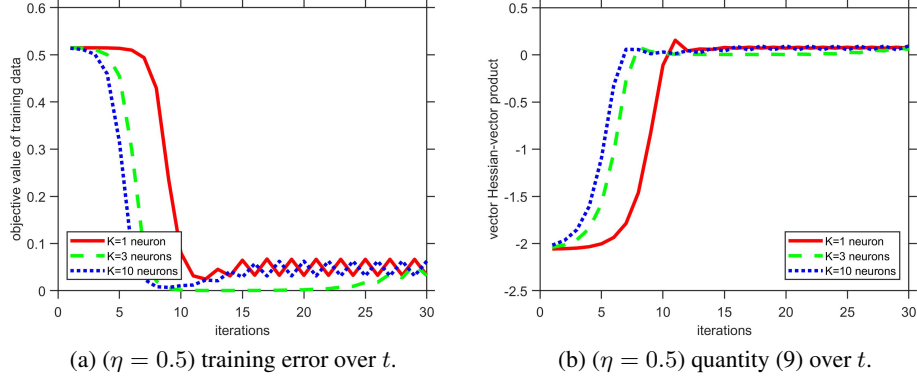 0.6
0.5
0.4
0.3
0.2
0.1
0
objective value of training data
K=1 neuron
K=3 neurons
K=10 neurons
0 5 10 15 20 25 30
iterations
(a) (η = 0.5) training error over t.
0.5
0
-0.5
-1
-1.5
-2
-2.5
vector Hessian-vector product
K=1 neuron
K=3 neurons
K=10 neurons
0 5 10 15 20 25 30
iterations
(b) (η = 0.5) quantity (9) over t.